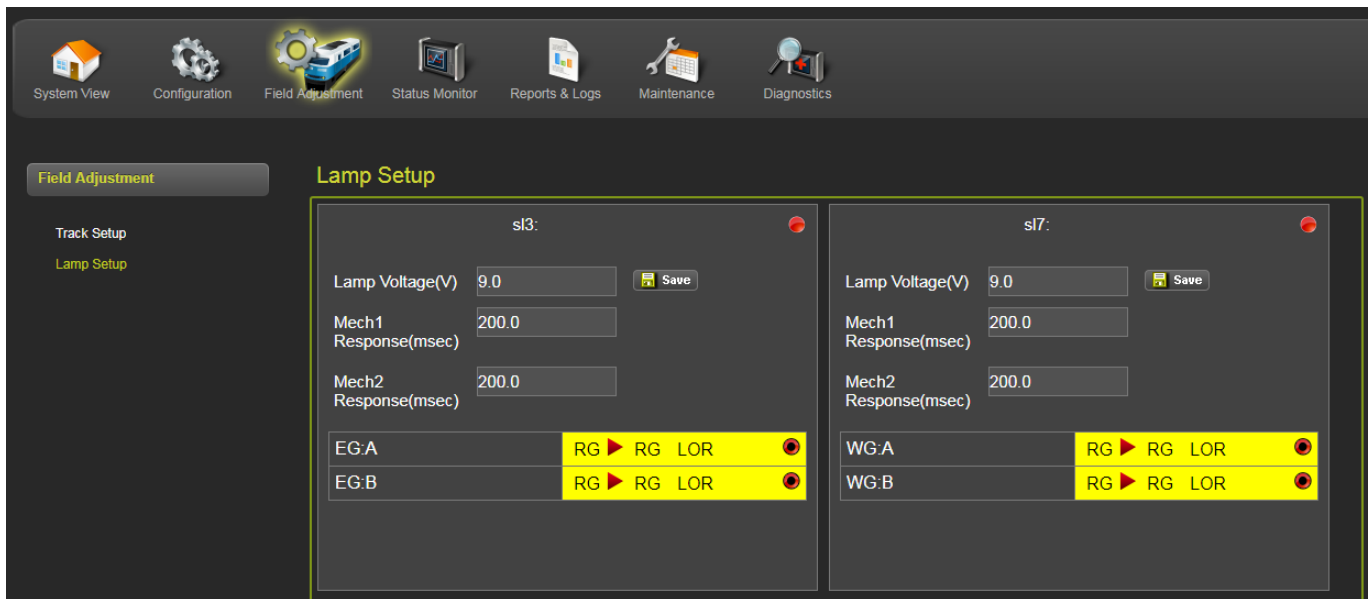 System View Configuration Field Adjustment Status Monitor Reports & Logs Maintenance Diagnostics
Field Adjustment
Track Setup
Lamp Setup
Lamp Setup
sl3:
Lamp Voltage(V) 9.0 Save
Mech1
Response(msec) 200.0
Mech2
Response(msec) 200.0
EG:A RG RG LOR
EG:B RG RG LOR
sl7:
Lamp Voltage(V) 9.0 Save
Mech1
Response(msec) 200.0
Mech2
Response(msec) 200.0
WG:A RG RG LOR
WG:B RG RG LOR